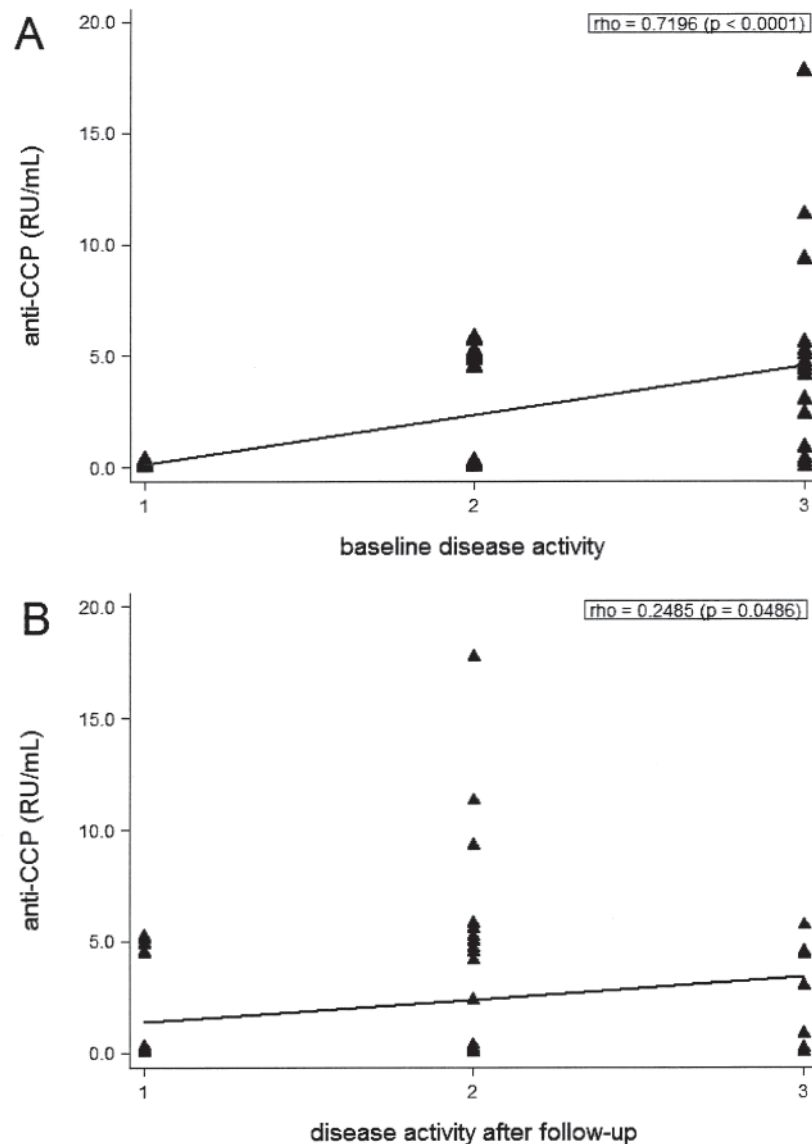 A
rho = 0.7196 (p < 0.0001)
20.0
15.0
10.0
5.0
0.0
anti-CCP (RU/mL)
1 2 3
baseline disease activity
B
rho = 0.2485 (p = 0.0486)
20.0
15.0
10.0
5.0
0.0
anti-CCP (RU/mL)
1 2 3
disease activity after follow-up